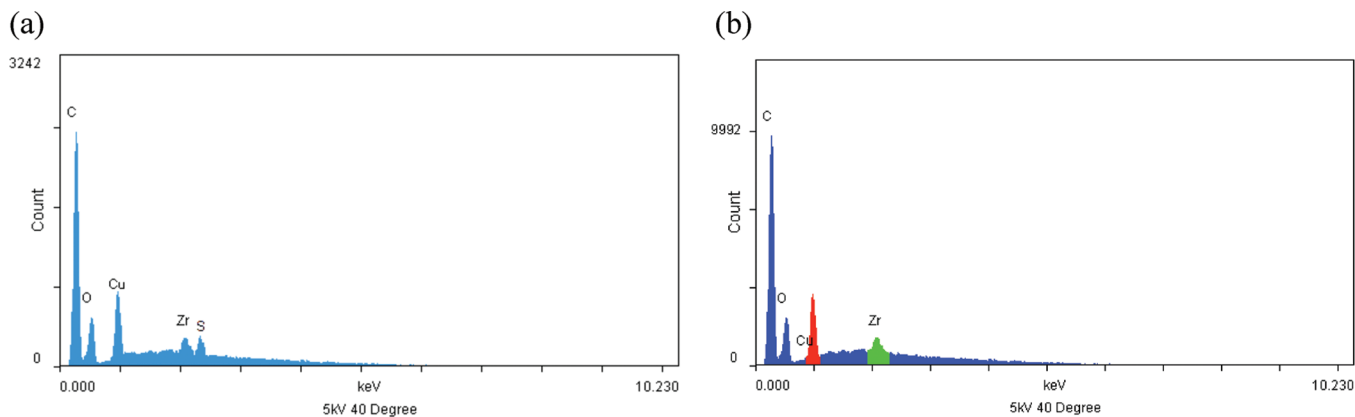 (a)
3242
C
O
Cu
Zr
S
Count
0
0.000 keV 10.230
5kV 40 Degree
(b)
9992
C
O
Cu
Zr
Count
0
0.000 keV 10.230
5kV 40 Degree